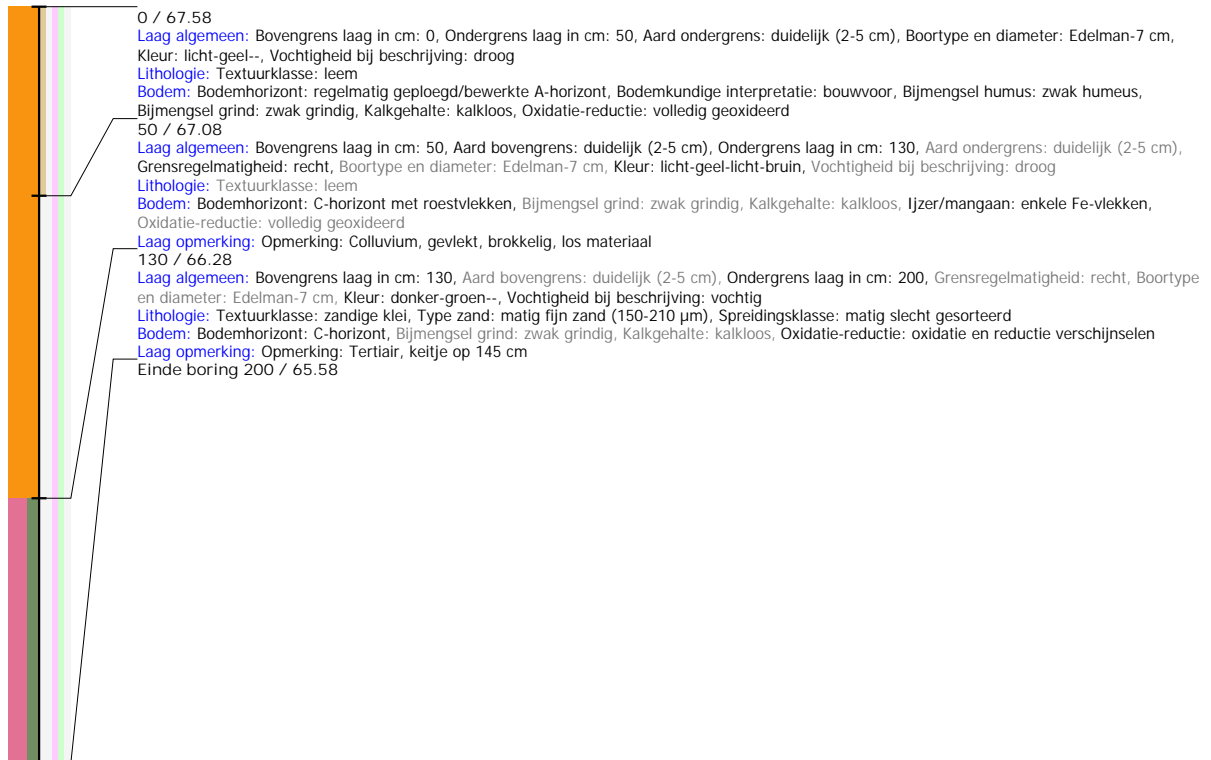 0 / 67.58
Laag algemeen: Bovengrens laag in cm: 0, Ondergrens laag in cm: 50, Aard ondergrens: duidelijk (2-5 cm), Boortype en diameter: Edelman-7 cm,
Kleur: licht-geel--, Vochtigheid bij beschrijving: droog
Lithologie: Textuurklasse: leem
Bodem: Bodemhorizont: regelmatig geploegd/bewerkte A-horizont, Bodemkundige interpretatie: bouwvoor, Bijmengsel humus: zwak humeus,
Bijmengsel grind: zwak grindig, Kalkgehalte: kalkloos, Oxidatie-reductie: volledig geoxideerd
50 / 67.08
Laag algemeen: Bovengrens laag in cm: 50, Aard bovengrens: duidelijk (2-5 cm), Ondergrens laag in cm: 130, Aard ondergrens: duidelijk (2-5 cm),
Grensregelmatigheid: recht, Boortype en diameter: Edelman-7 cm, Kleur: licht-geel-licht-bruin, Vochtigheid bij beschrijving: droog
Lithologie: Textuurklasse: leem
Bodem: Bodemhorizont: C-horizont met roestvlekken, Bijmengsel grind: zwak grindig, Kalkgehalte: kalkloos, Ijzer/mangaan: enkele Fe-vlekken,
Oxidatie-reductie: volledig geoxideerd
Laag opmerking: Opmerking: Colluvium, gevlekt, brokkelig, los materiaal
130 / 66.28
Laag algemeen: Bovengrens laag in cm: 130, Aard bovengrens: duidelijk (2-5 cm), Ondergrens laag in cm: 200, Grensregelmatigheid: recht, Boortype
en diameter: Edelman-7 cm, Kleur: donker-groen--, Vochtigheid bij beschrijving: vochtig
Lithologie: Textuurklasse: zandige klei, Type zand: matig fijn zand (150-210 µm), Spreidingsklasse: matig slecht gesorteerd
Bodem: Bodemhorizont: C-horizont, Bijmengsel grind: zwak grindig, Kalkgehalte: kalkloos, Oxidatie-reductie: oxidatie en reductie verschijnselen
Laag opmerking: Opmerking: Tertiair, keitje op 145 cm
Einde boring 200 / 65.58